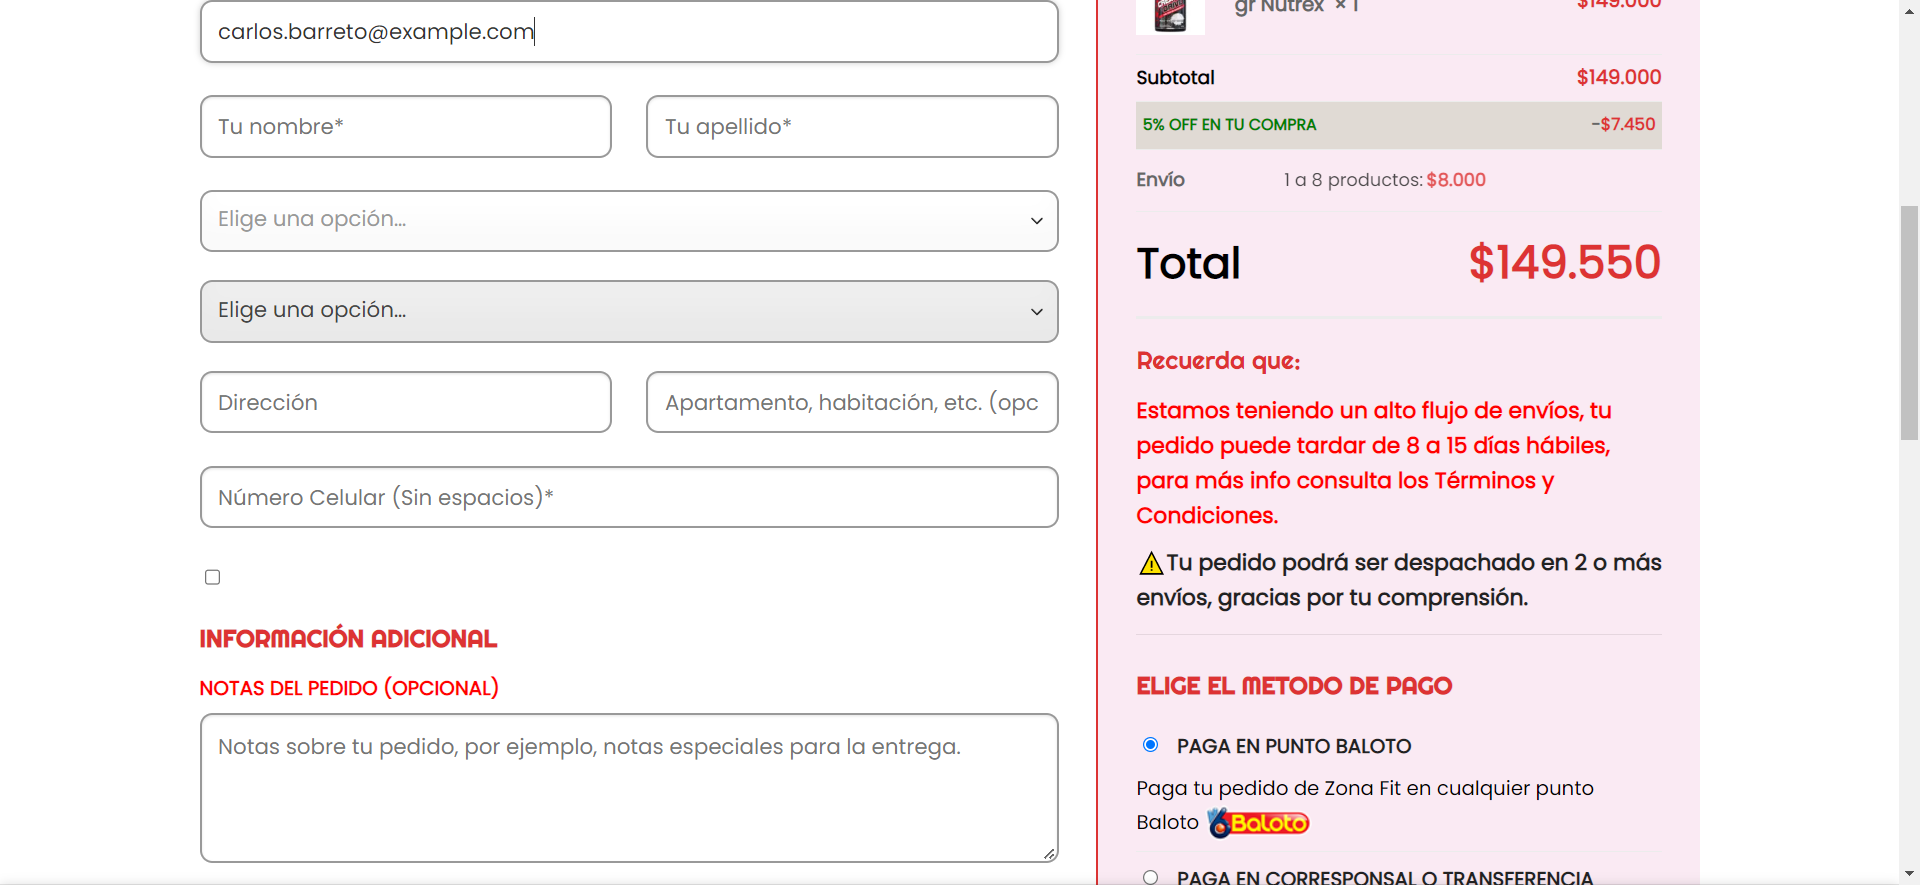 carlos.barreto@example.com
Tu nombre*
Tu apellido*
Elige una opción...
Elige una opción...
Dirección
Apartamento, habitación, etc. (opc
Número Celular (Sin espacios)*
INFORMACIÓN ADICIONAL
NOTAS DEL PEDIDO (OPCIONAL)
Notas sobre tu pedido, por ejemplo, notas especiales para la entrega.
gr Nutrex × 1
$149.000
Subtotal
$149.000
5% OFF EN TU COMPRA
-$7.450
Envío
1 a 8 productos: $8.000
Total
$149.550
Recuerda que:
Estamos teniendo un alto flujo de envíos, tu
pedido puede tardar de 8 a 15 días hábiles,
para más info consulta los Términos y
Condiciones.
⚠Tu pedido podrá ser despachado en 2 o más
envíos, gracias por tu comprensión.
ELIGE EL METODO DE PAGO
PAGA EN PUNTO BALOTO
Paga tu pedido de Zona Fit en cualquier punto
Baloto Baloto
PAGA EN CORRESPONSAL O TRANSFERENCIA